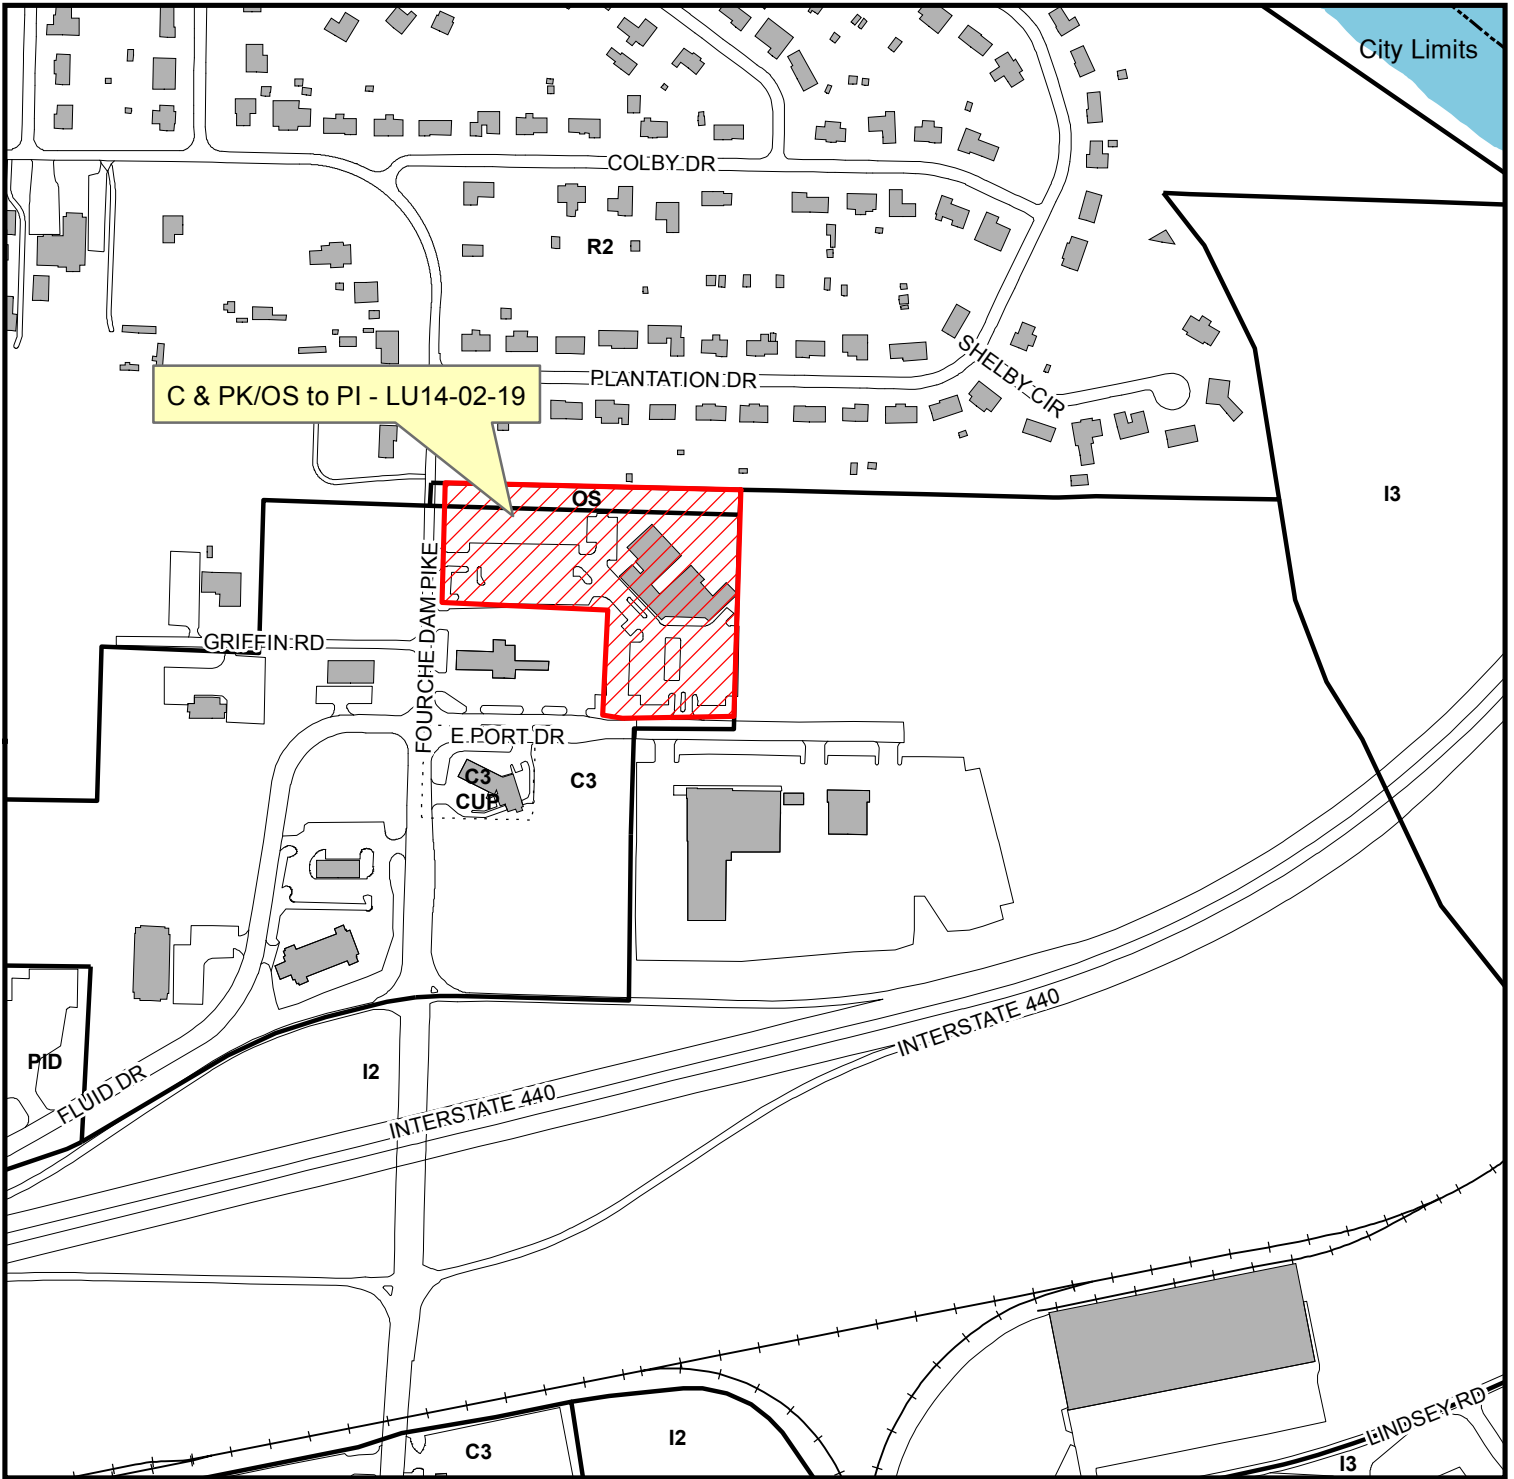 City Limits
COLBY DR
R2
SHELBY CIR
PLANTATION DR
C & PK/OS to PI - LU14-02-19
OS
I3
FOURCHE DAM PIKE
GRIFFIN RD
E PORT DR
C3
CUP
C3
INTERSTATE 440
PID
I2
FLUID DR
INTERSTATE 440
LINDSEY RD
C3
I2
I3